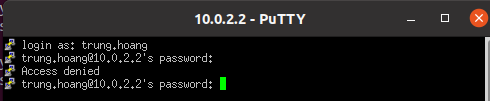 10.0.2.2 - PuTTY
login as: trung.hoang
trung.hoang@10.0.2.2's password:
Access denied
trung.hoang@10.0.2.2's password: